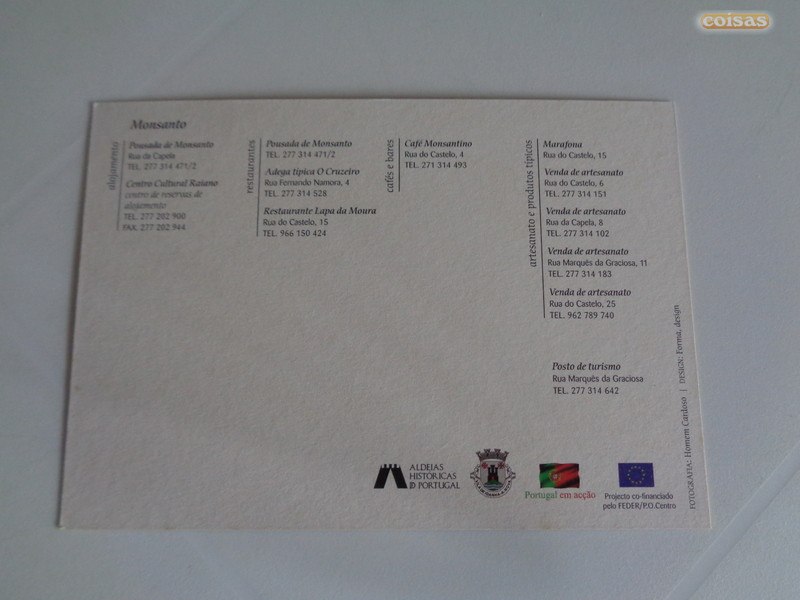 coisas
Monsanto
alojamento
Pousada de Monsanto
Rua da Capela
TEL. 277 314 471/2
Centro Cultural Raiano
centro de reservas de
alojamento
TEL. 277 202 900
FAX. 277 202 944
restaurantes
Pousada de Monsanto
TEL. 277 314 471/2
Adega típica O Cruzeiro
Rua Fernando Namora, 4
TEL. 277 314 528
Restaurante Lapa da Moura
Rua do Castelo, 15
TEL. 966 150 424
cafés e bares
Café Monsantino
Rua do Castelo, 4
TEL. 271 314 493
artesanato e produtos típicos
Marafona
Rua do Castelo, 15
Venda de artesanato
Rua do Castelo, 6
TEL. 277 314 151
Venda de artesanato
Rua da Capela, 8
TEL. 277 314 102
Venda de artesanato
Rua Marquês da Graciosa, 11
TEL. 277 314 183
Venda de artesanato
Rua do Castelo, 25
TEL. 962 789 740
Posto de turismo
Rua Marquês da Graciosa
TEL. 277 314 642
ALDEIAS
HISTÓRICAS
D PORTUGAL
Portugal em acção
Projecto co-financiado
pelo FEDER/P.O.Centro
FOTOGRAFIA: Homem Cardoso | DESIGN: Forma, design